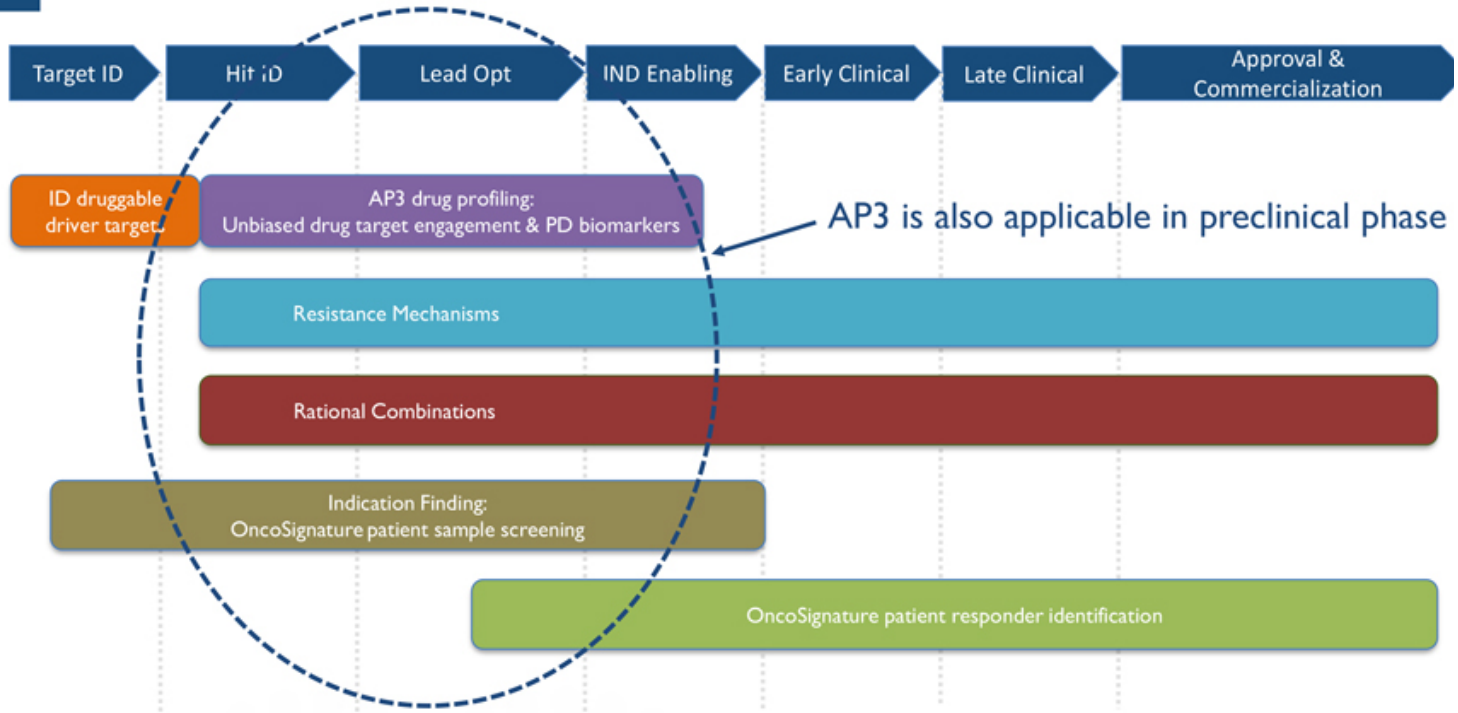 Target ID
Hit ID
Lead Opt
IND Enabling
Early Clinical
Late Clinical
Approval &
Commercialization
ID druggable
driver targets
AP3 drug profiling:
Unbiased drug target engagement & PD biomarkers
AP3 is also applicable in preclinical phase
Resistance Mechanisms
Rational Combinations
Indication Finding:
OncoSignature patient sample screening
OncoSignature patient responder identification